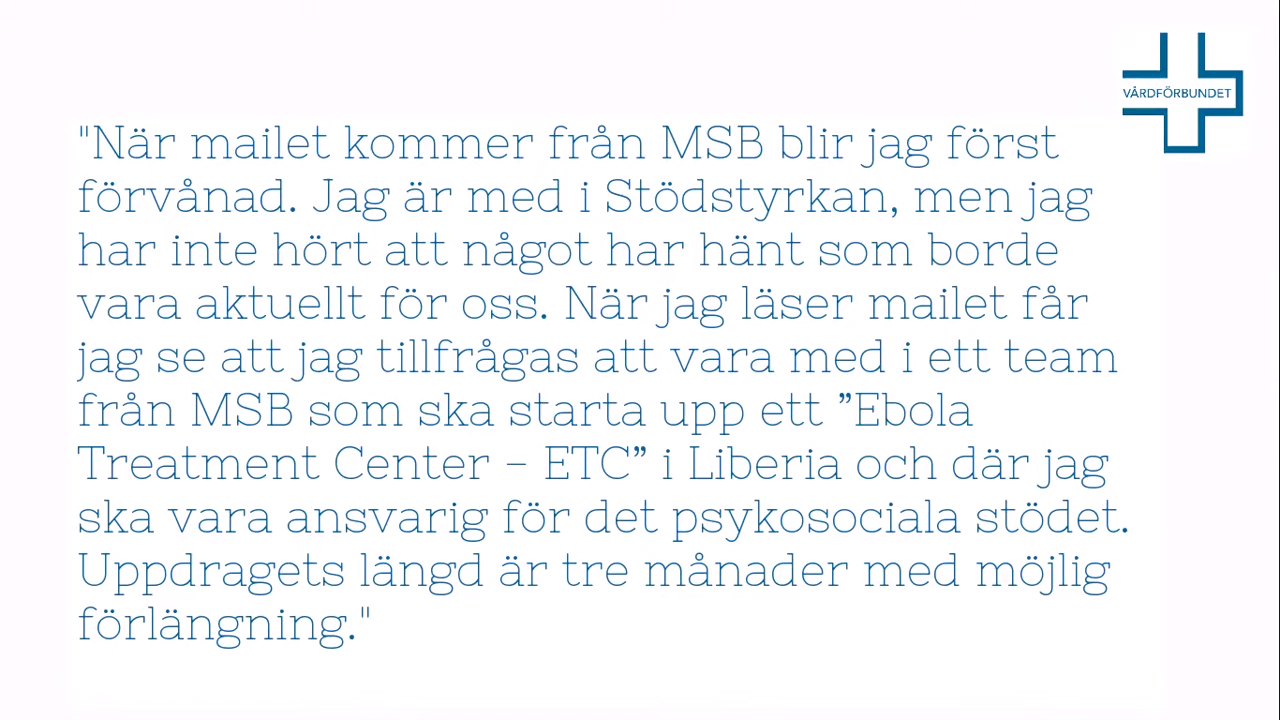 VÅRDFÖRBUNDET
"När mailet kommer från MSB blir jag först
förvånad. Jag är med i Stödstyrkan, men jag
har inte hört att något har hänt som borde
vara aktuellt för oss. När jag läser mailet får
jag se att jag tillfrågas att vara med i ett team
från MSB som ska starta upp ett ”Ebola
Treatment Center – ETC” i Liberia och där jag
ska vara ansvarig för det psykosociala stödet.
Uppdragets längd är tre månader med möjlig
förlängning."